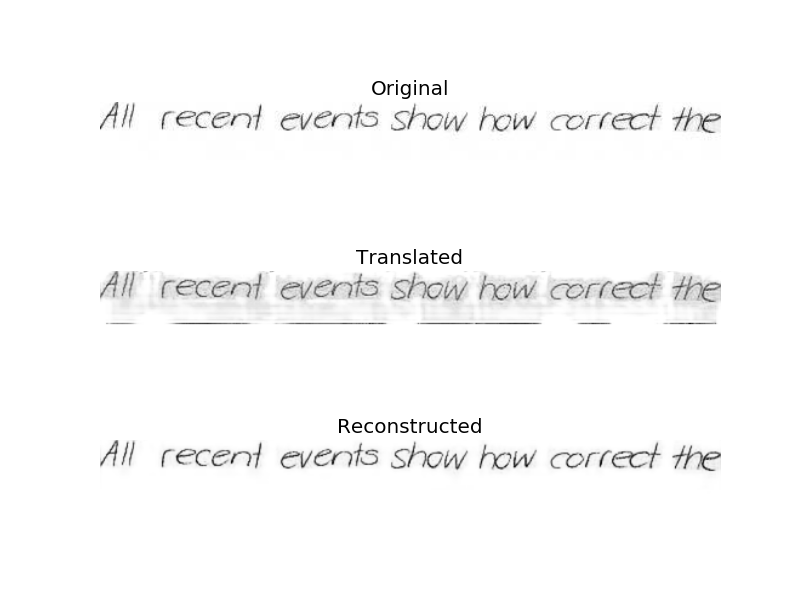 Original
All recent events show how correct the
Translated
All recent events show how correct the
Reconstructed
All recent events show how correct the